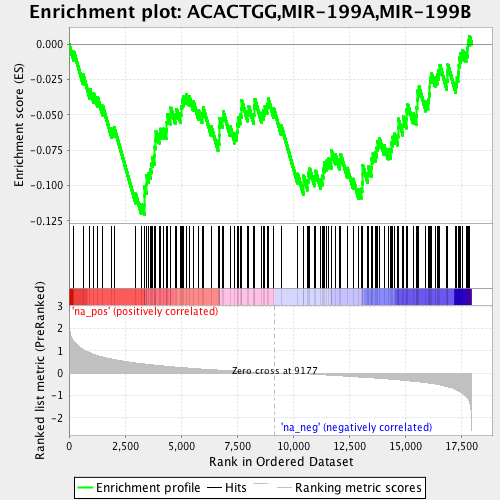 Enrichment plot: ACACTGG,MIR-199A,MIR-199B
Enrichment score (ES)
0.000
-0.025
-0.050
-0.075
-0.100
-0.125
Ranked list metric (PreRanked)
3
2
1
0
-1
-2
'na_pos' (positively correlated)
Zero cross at 9177
'na_neg' (negatively correlated)
0
2,500
5,000
7,500
10,000
12,500
15,000
17,500
Rank in Ordered Dataset
Enrichment profile
Hits
Ranking metric scores